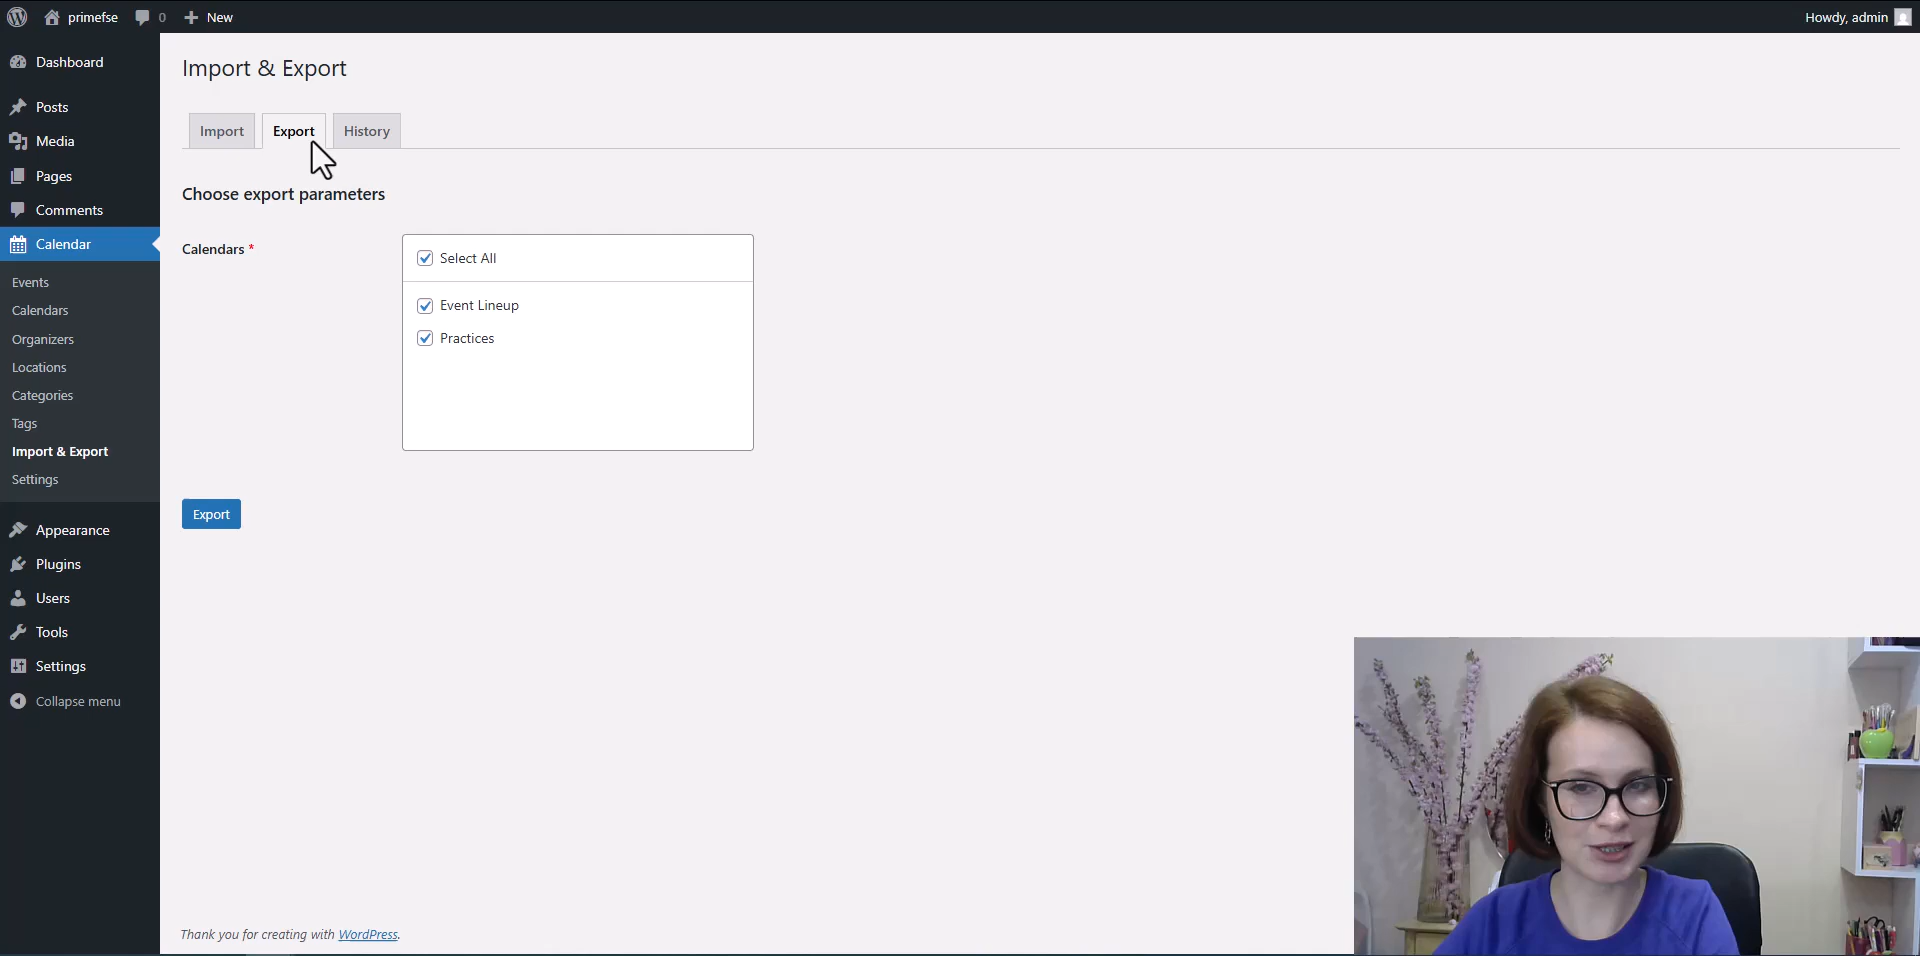 primefse
0
New
Howdy, admin
Dashboard
Posts
Media
Pages
Comments
Calendar
Events
Calendars
Organizers
Locations
Categories
Tags
Import & Export
Settings
Appearance
Plugins
Users
Tools
Settings
Collapse menu
Import & Export
Import
Export
History
Choose export parameters
Calendars *
Select All
Event Lineup
Practices
Export
Thank you for creating with WordPress.